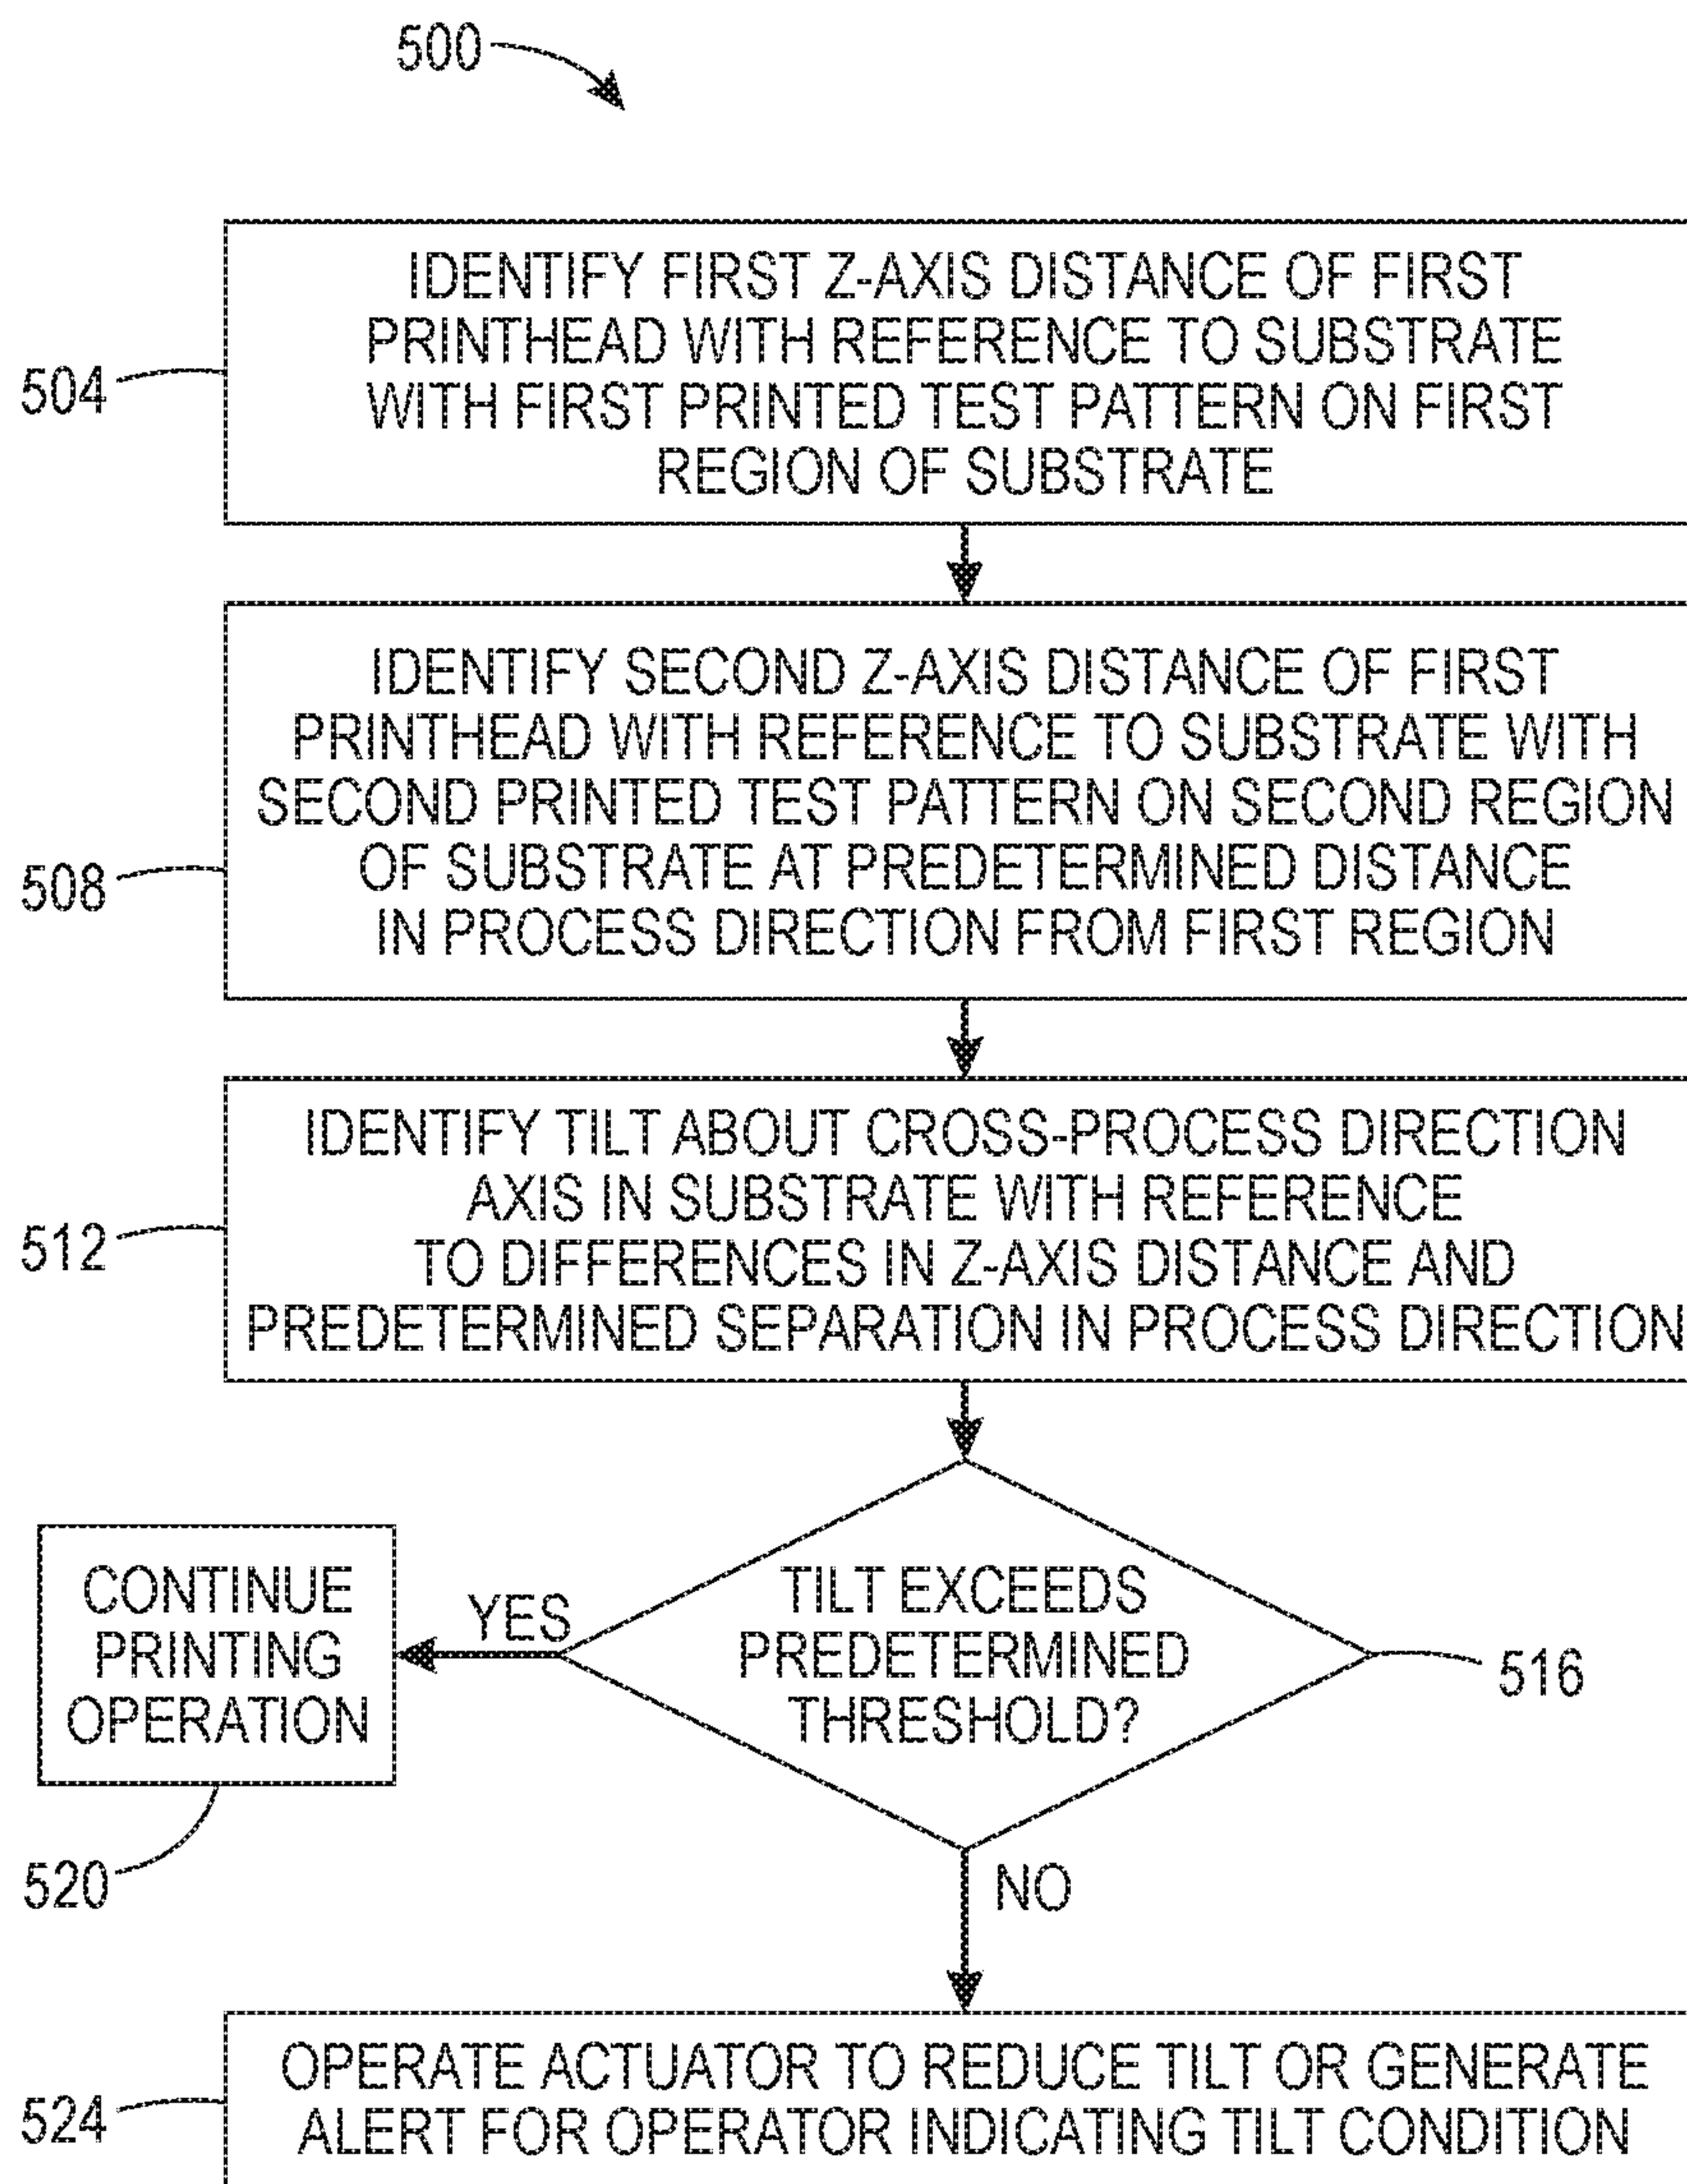 500
IDENTIFY FIRST Z-AXIS DISTANCE OF FIRST
PRINTHEAD WITH REFERENCE TO SUBSTRATE
WITH FIRST PRINTED TEST PATTERN ON FIRST
REGION OF SUBSTRATE
504
IDENTIFY SECOND Z-AXIS DISTANCE OF FIRST
PRINTHEAD WITH REFERENCE TO SUBSTRATE WITH
SECOND PRINTED TEST PATTERN ON SECOND REGION
OF SUBSTRATE AT PREDETERMINED DISTANCE
IN PROCESS DIRECTION FROM FIRST REGION
508
IDENTIFY TILT ABOUT CROSS-PROCESS DIRECTION
AXIS IN SUBSTRATE WITH REFERENCE
TO DIFFERENCES IN Z-AXIS DISTANCE AND
PREDETERMINED SEPARATION IN PROCESS DIRECTION
512
TILT EXCEEDS
PREDETERMINED
THRESHOLD?
516
YES
CONTINUE
PRINTING
OPERATION
520
NO
OPERATE ACTUATOR TO REDUCE TILT OR GENERATE
ALERT FOR OPERATOR INDICATING TILT CONDITION
524